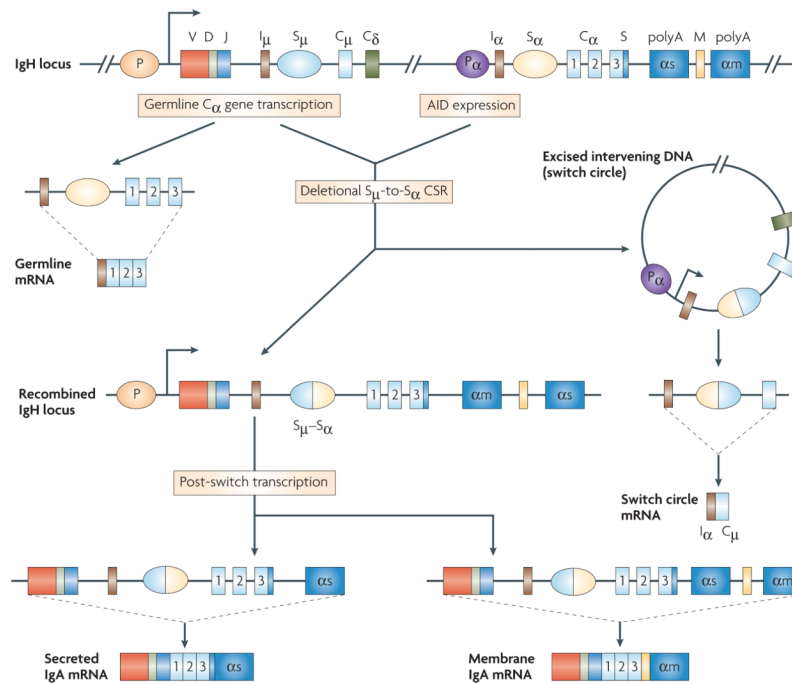 V D J Iμ Sμ Cμ Cδ Iα Sα Cα S polyA M polyA
IgH locus P Pα 1 2 3 αs αm
Germline Cα gene transcription
AID expression
Deletional Sμ-to-Sα CSR
Excised intervening DNA
(switch circle)
1 2 3
Germline
mRNA
1 2 3
Pα
Recombined
IgH locus
P 1 2 3 αm αs
Sμ–Sα
Post-switch transcription
Switch circle
mRNA
Iα Cμ
1 2 3 αs
1 2 3 αs αm
Secreted
IgA mRNA
1 2 3 αs
Membrane
IgA mRNA
1 2 3 αm